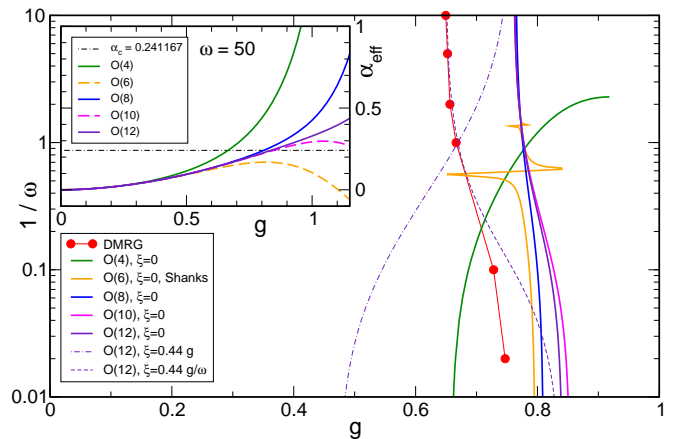 10
1
0.1
0.01
1 / ω
0
0.2
0.4
0.6
0.8
1
g
α_c = 0.241167
O(4)
O(6)
O(8)
O(10)
O(12)
ω = 50
1
0.5
0
α_eff
0
0.5
1
g
DMRG
O(4), ξ=0
O(6), ξ=0, Shanks
O(8), ξ=0
O(10), ξ=0
O(12), ξ=0
O(12), ξ=0.44 g
O(12), ξ=0.44 g/ω